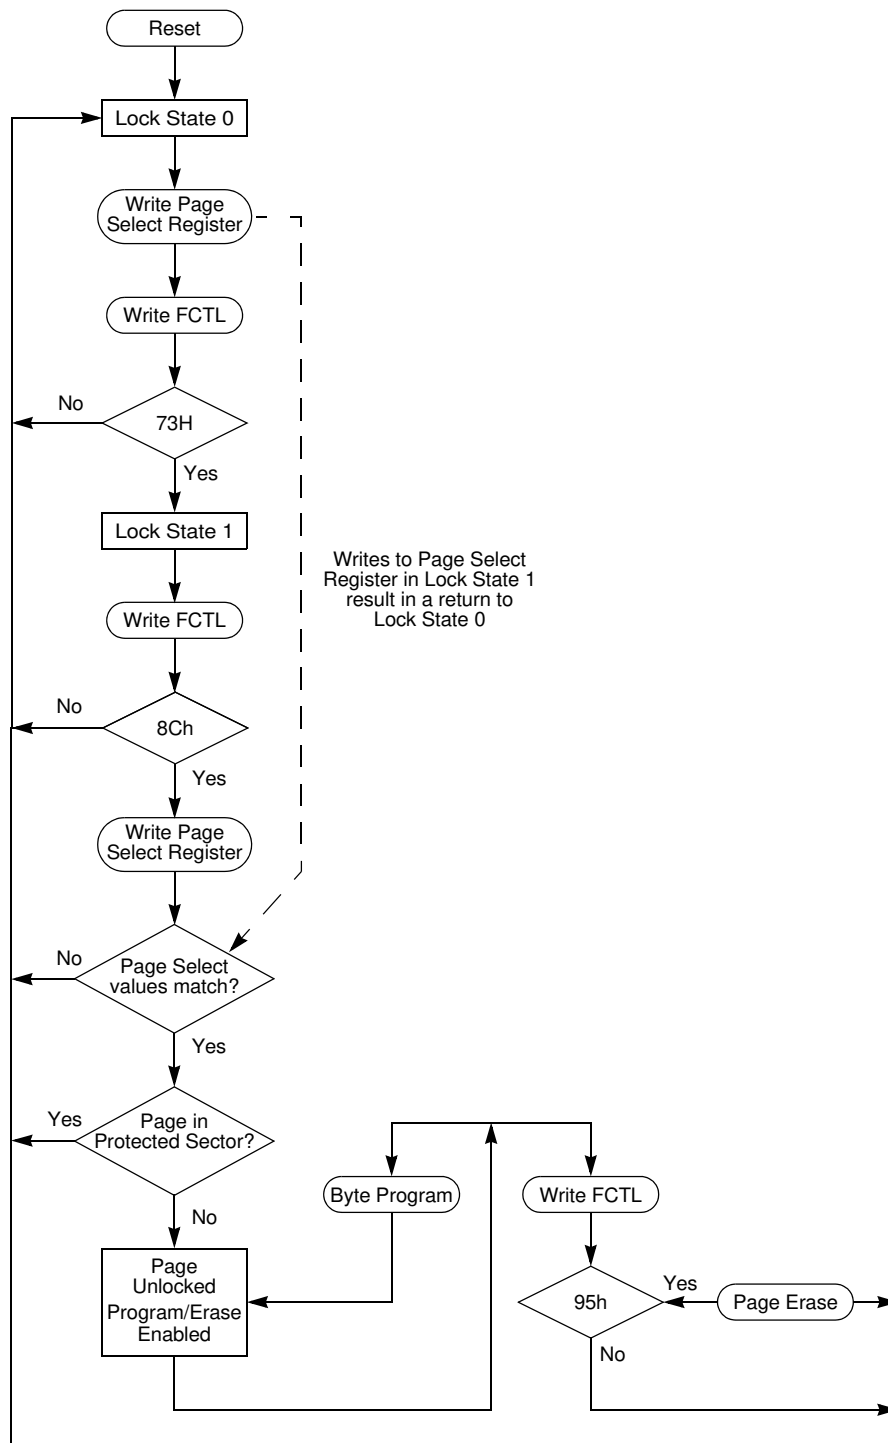 Reset
Lock State 0
Write Page
Select Register
Write FCTL
No
73H
Yes
Lock State 1
Writes to Page Select
Register in Lock State 1
result in a return to
Lock State 0
Write FCTL
No
8Ch
Yes
Write Page
Select Register
No
Page Select
values match?
Yes
Yes
Page in
Protected Sector?
No
Byte Program
Write FCTL
Page
Unlocked
Program/Erase
Enabled
95h
Yes
Page Erase
No